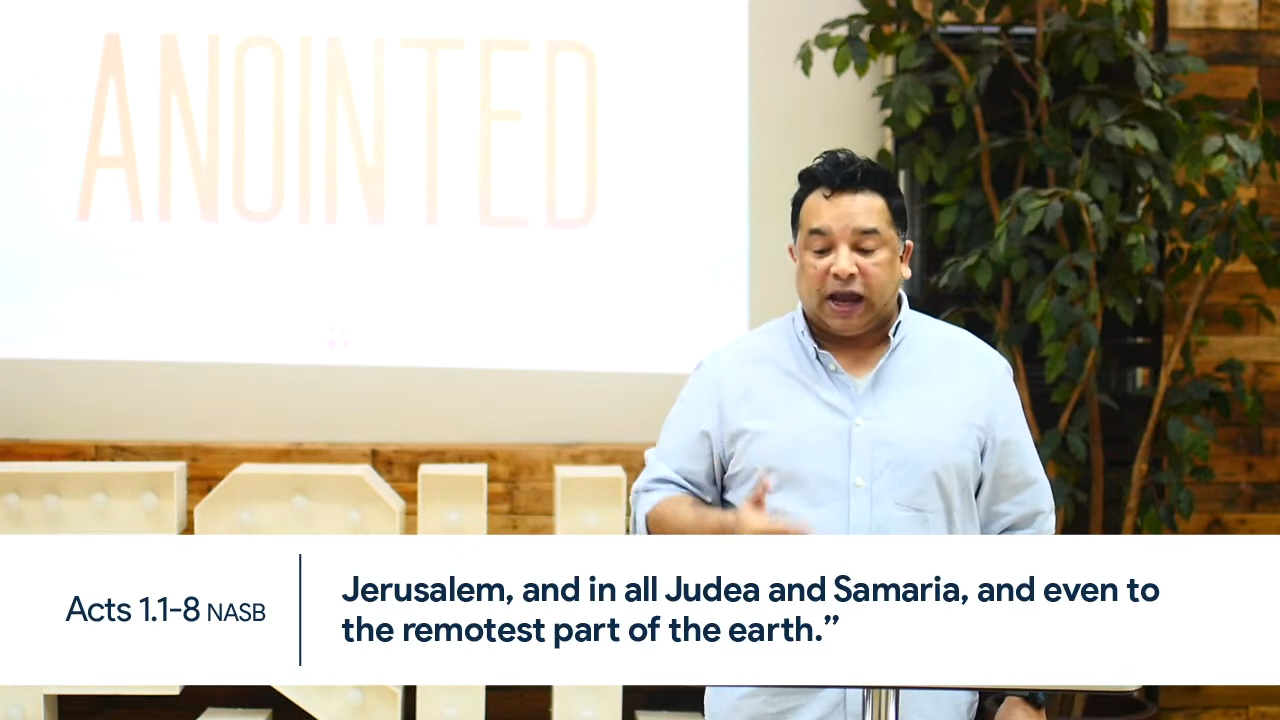 ANOINTED
Acts 1.1-8 NASB
Jerusalem, and in all Judea and Samaria, and even to
the remotest part of the earth.”